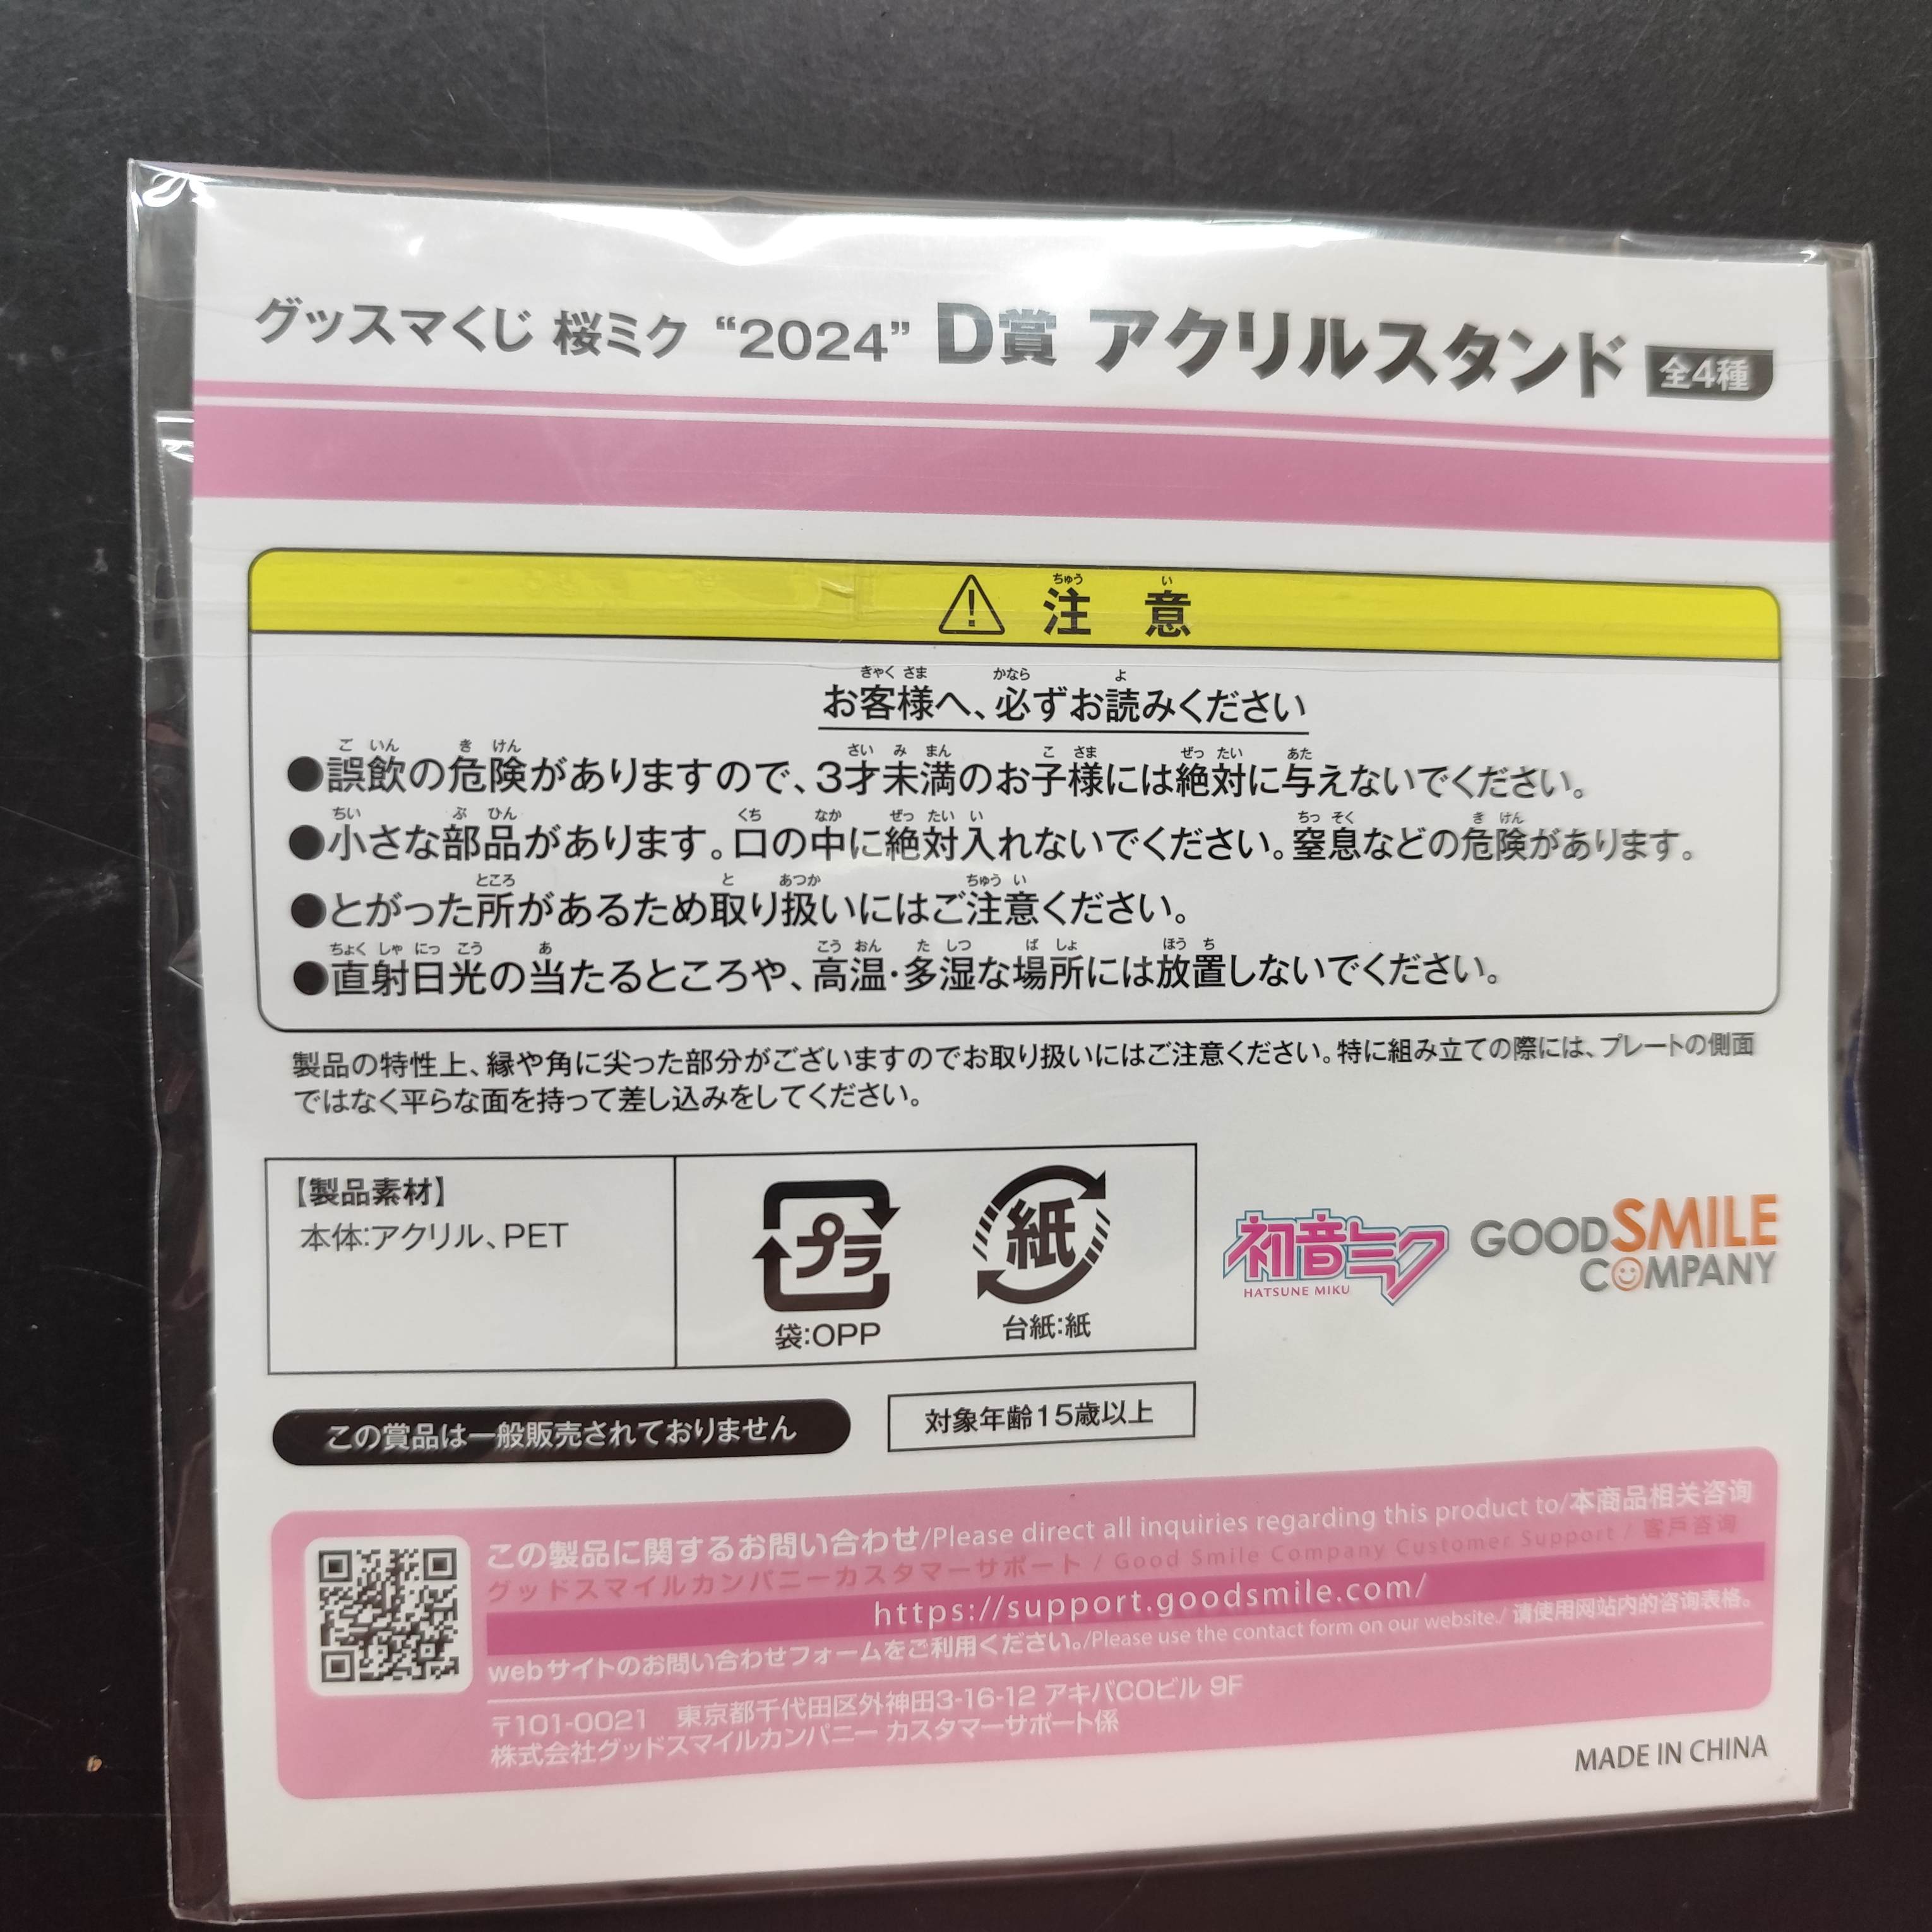 グッスマくじ 桜ミク “2024” D賞 アクリルスタンド 全4種
注意
お客様へ、必ずお読みください
●誤飲の危険がありますので、3才未満のお子様には絶対に与えないでください。
●小さな部品があります。口の中に絶対入れないでください。窒息などの危険があります。
●とがった所があるため取り扱いにはご注意ください。
●直射日光の当たるところや、高温・多湿な場所には放置しないでください。
製品の特性上、縁や角に尖った部分がございますのでお取り扱いにはご注意ください。特に組み立ての際には、プレートの側面
ではなく平らな面を持って差し込みをしてください。
【製品素材】
本体:アクリル、PET
プラ
袋:OPP
紙
台紙:紙
初音ミク
HATSUNE MIKU
GOODSMILE
COMPANY
この賞品は一般販売されておりません
対象年齢15歳以上
この製品に関するお問い合わせ/Please direct all inquiries regarding this product to/本商品相关咨询
グッドスマイルカンパニーカスタマーサポート / Good Smile Company Customer Support / 客戶咨询
https://support.goodsmile.com/
webサイトのお問い合わせフォームをご利用ください。/Please use the contact form on our website./ 请使用网站内的咨询表格。
〒101-0021 東京都千代田区外神田3-16-12 アキバCOビル 9F
株式会社グッドスマイルカンパニー カスタマーサポート係
MADE IN CHINA